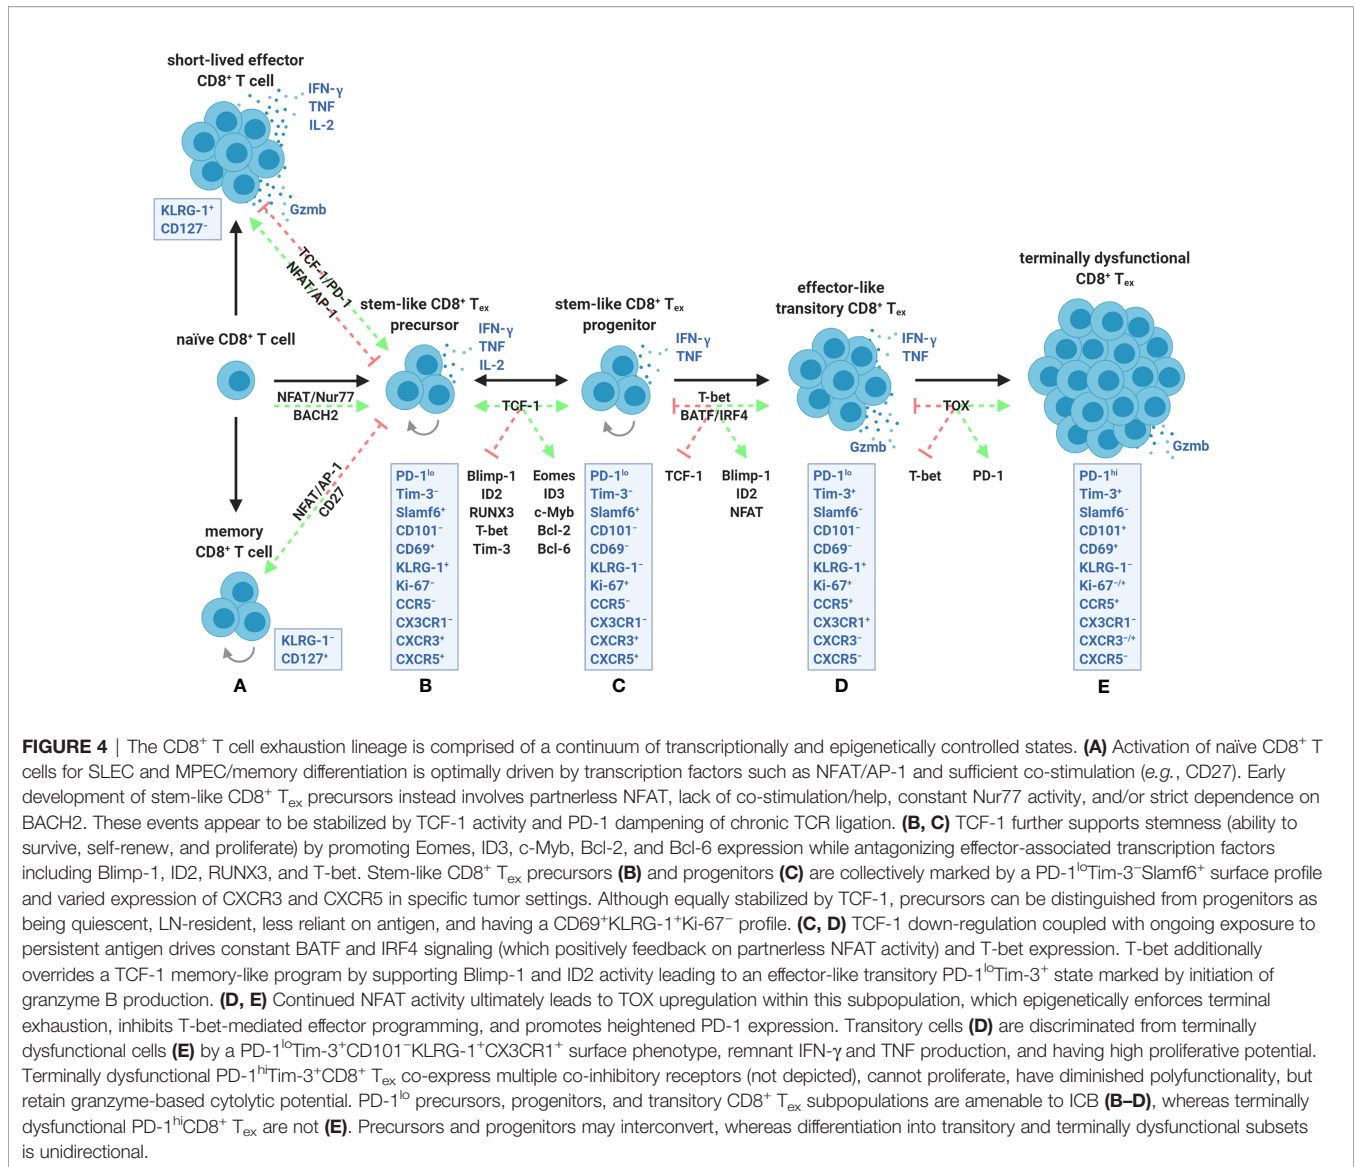 short-lived effector
CD8⁺ T cell
IFN-γ
TNF
IL-2
Gzmb
KLRG-1⁺
CD127⁻
TCF-1/PD-1
NFAT/AP-1
naïve CD8⁺ T cell
NFAT/Nur77
BACH2
NFAT/AP-1
CD27
memory
CD8⁺ T cell
KLRG-1⁻
CD127⁺
A
stem-like CD8⁺ Tex
precursor
IFN-γ
TNF
IL-2
PD-1ˡᵒ
Tim-3⁻
Slamf6⁺
CD101⁻
CD69⁺
KLRG-1⁺
Ki-67⁻
CCR5⁻
CX3CR1⁻
CXCR3⁺
CXCR5⁺
B
TCF-1
Blimp-1
ID2
RUNX3
T-bet
Tim-3
Eomes
ID3
c-Myb
Bcl-2
Bcl-6
stem-like CD8⁺ Tex
progenitor
IFN-γ
TNF
PD-1ˡᵒ
Tim-3⁻
Slamf6⁺
CD101⁻
CD69⁻
KLRG-1⁻
Ki-67⁺
CCR5⁻
CX3CR1⁻
CXCR3⁺
CXCR5⁺
C
T-bet
BATF/IRF4
TCF-1
Blimp-1
ID2
NFAT
effector-like
transitory CD8⁺ Tex
IFN-γ
TNF
Gzmb
PD-1ˡᵒ
Tim-3⁺
Slamf6⁻
CD101⁻
CD69⁻
KLRG-1⁺
Ki-67⁺
CCR5⁺
CX3CR1⁺
CXCR3⁻
CXCR5⁻
D
TOX
T-bet
PD-1
terminally dysfunctional
CD8⁺ Tex
Gzmb
PD-1ʰⁱ
Tim-3⁺
Slamf6⁻
CD101⁺
CD69⁺
KLRG-1⁻
Ki-67⁻/⁺
CCR5⁺
CX3CR1⁻
CXCR3⁻/⁺
CXCR5⁻
E
FIGURE 4 | The CD8⁺ T cell exhaustion lineage is comprised of a continuum of transcriptionally and epigenetically controlled states. (A) Activation of naïve CD8⁺ T
cells for SLEC and MPEC/memory differentiation is optimally driven by transcription factors such as NFAT/AP-1 and sufficient co-stimulation (e.g., CD27). Early
development of stem-like CD8⁺ Tex precursors instead involves partnerless NFAT, lack of co-stimulation/help, constant Nur77 activity, and/or strict dependence on
BACH2. These events appear to be stabilized by TCF-1 activity and PD-1 dampening of chronic TCR ligation. (B, C) TCF-1 further supports stemness (ability to
survive, self-renew, and proliferate) by promoting Eomes, ID3, c-Myb, Bcl-2, and Bcl-6 expression while antagonizing effector-associated transcription factors
including Blimp-1, ID2, RUNX3, and T-bet. Stem-like CD8⁺ Tex precursors (B) and progenitors (C) are collectively marked by a PD-1ˡᵒTim-3⁻Slamf6⁺ surface profile
and varied expression of CXCR3 and CXCR5 in specific tumor settings. Although equally stabilized by TCF-1, precursors can be distinguished from progenitors as
being quiescent, LN-resident, less reliant on antigen, and having a CD69⁺KLRG-1⁺Ki-67⁻ profile. (C, D) TCF-1 down-regulation coupled with ongoing exposure to
persistent antigen drives constant BATF and IRF4 signaling (which positively feedback on partnerless NFAT activity) and T-bet expression. T-bet additionally
overrides a TCF-1 memory-like program by supporting Blimp-1 and ID2 activity leading to an effector-like transitory PD-1ˡᵒTim-3⁺ state marked by initiation of
granzyme B production. (D, E) Continued NFAT activity ultimately leads to TOX upregulation within this subpopulation, which epigenetically enforces terminal
exhaustion, inhibits T-bet-mediated effector programming, and promotes heightened PD-1 expression. Transitory cells (D) are discriminated from terminally
dysfunctional cells (E) by a PD-1ˡᵒTim-3⁺CD101⁻KLRG-1⁺CX3CR1⁺ surface phenotype, remnant IFN-γ and TNF production, and having high proliferative potential.
Terminally dysfunctional PD-1ʰⁱTim-3⁺CD8⁺ Tex co-express multiple co-inhibitory receptors (not depicted), cannot proliferate, have diminished polyfunctionality, but
retain granzyme-based cytolytic potential. PD-1ˡᵒ precursors, progenitors, and transitory CD8⁺ Tex subpopulations are amenable to ICB (B–D), whereas terminally
dysfunctional PD-1ʰⁱCD8⁺ Tex are not (E). Precursors and progenitors may interconvert, whereas differentiation into transitory and terminally dysfunctional subsets
is unidirectional.